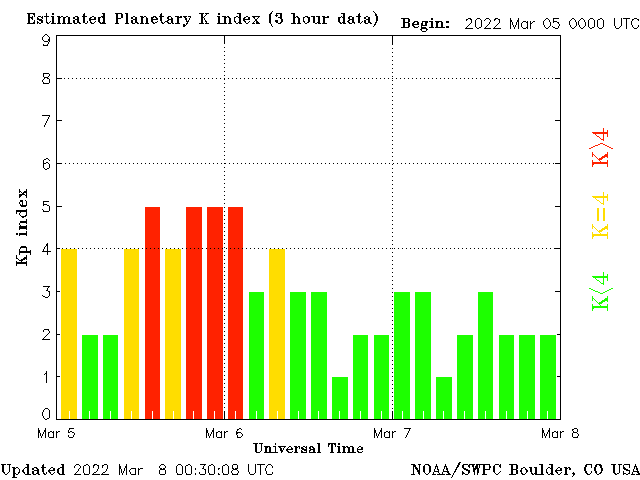 Estimated Planetary K index (3 hour data) Begin: 2022 Mar 05 0000 UTC
9
8
7
6
5
4
3
2
1
0
Kp index
K>4
K=4
K<4
Mar 5 Mar 6 Mar 7 Mar 8
Universal Time
Updated 2022 Mar 8 00:30:08 UTC NOAA/SWPC Boulder, CO USA